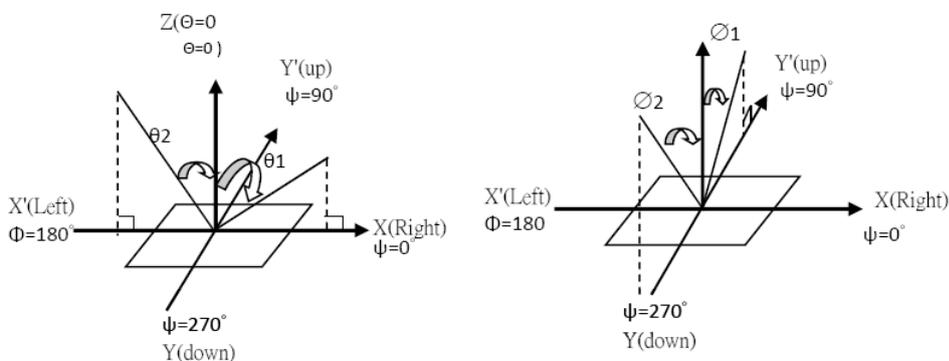 Z(Θ=0
Θ=0 )
Y'(up)
ψ=90°
θ2
θ1
X'(Left)
Φ=180°
X(Right)
ψ=0°
ψ=270°
Y(down)
∅1
Y'(up)
ψ=90°
∅2
X'(Left)
Φ=180
X(Right)
ψ=0°
ψ=270°
Y(down)